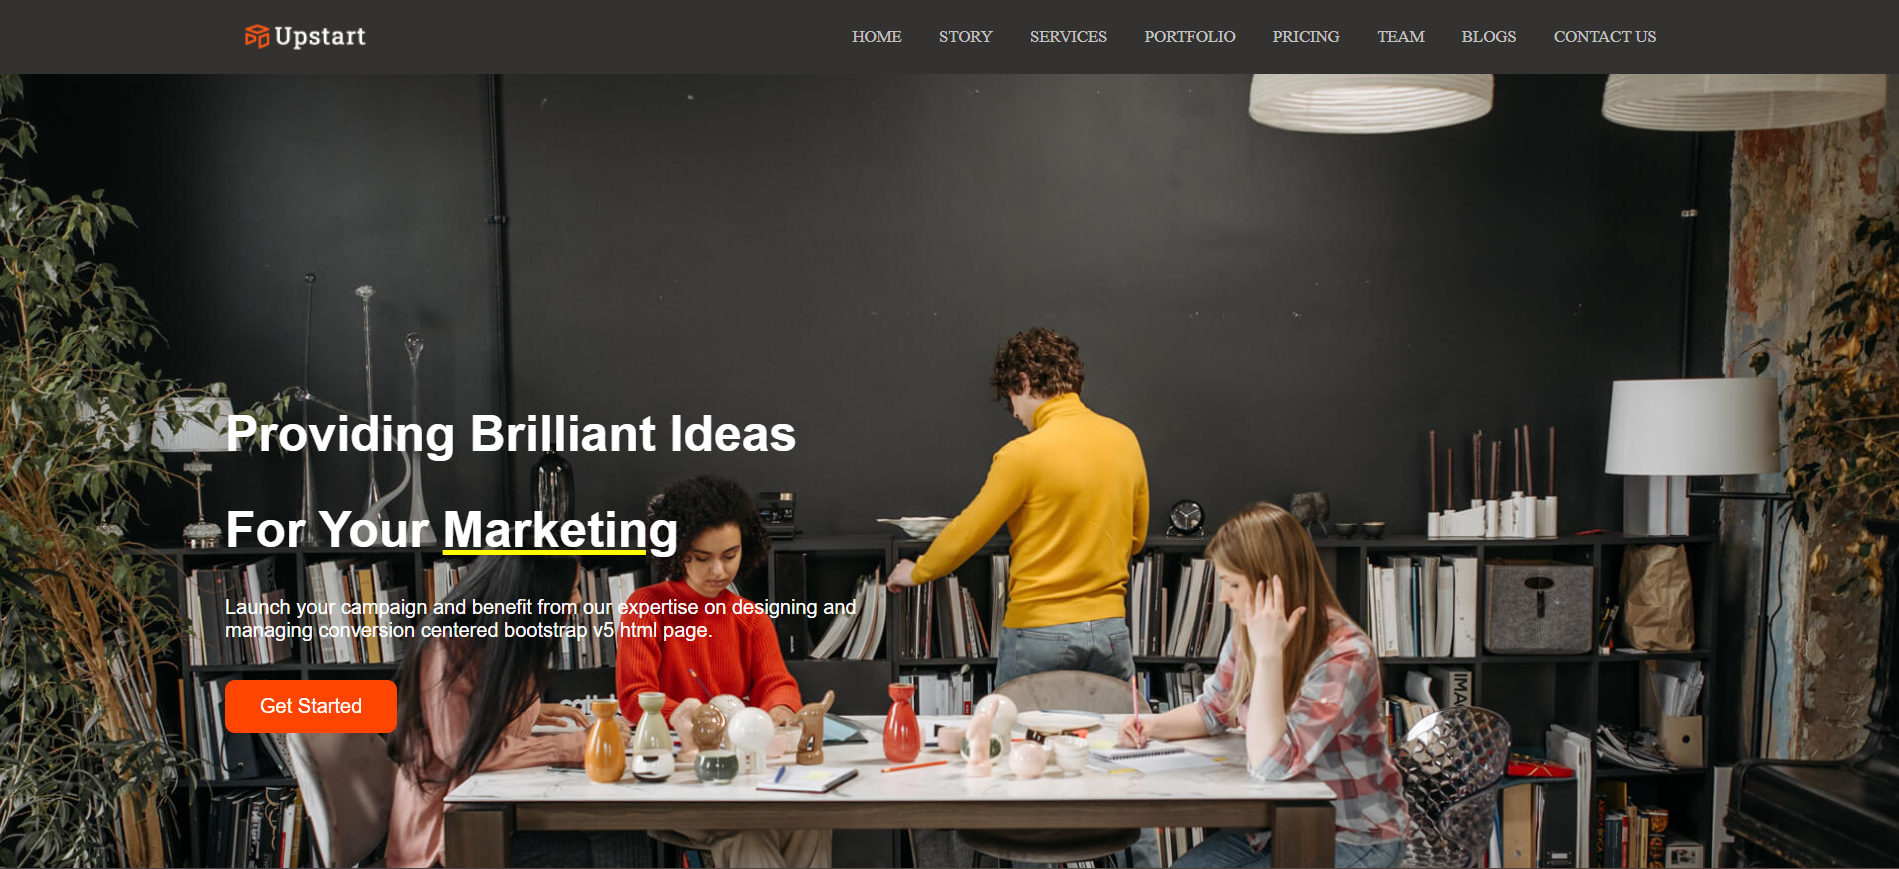 Upstart
HOME STORY SERVICES PORTFOLIO PRICING TEAM BLOGS CONTACT US
Providing Brilliant Ideas
For Your Marketing
Launch your campaign and benefit from our expertise on designing and
managing conversion centered bootstrap v5 html page.
Get Started